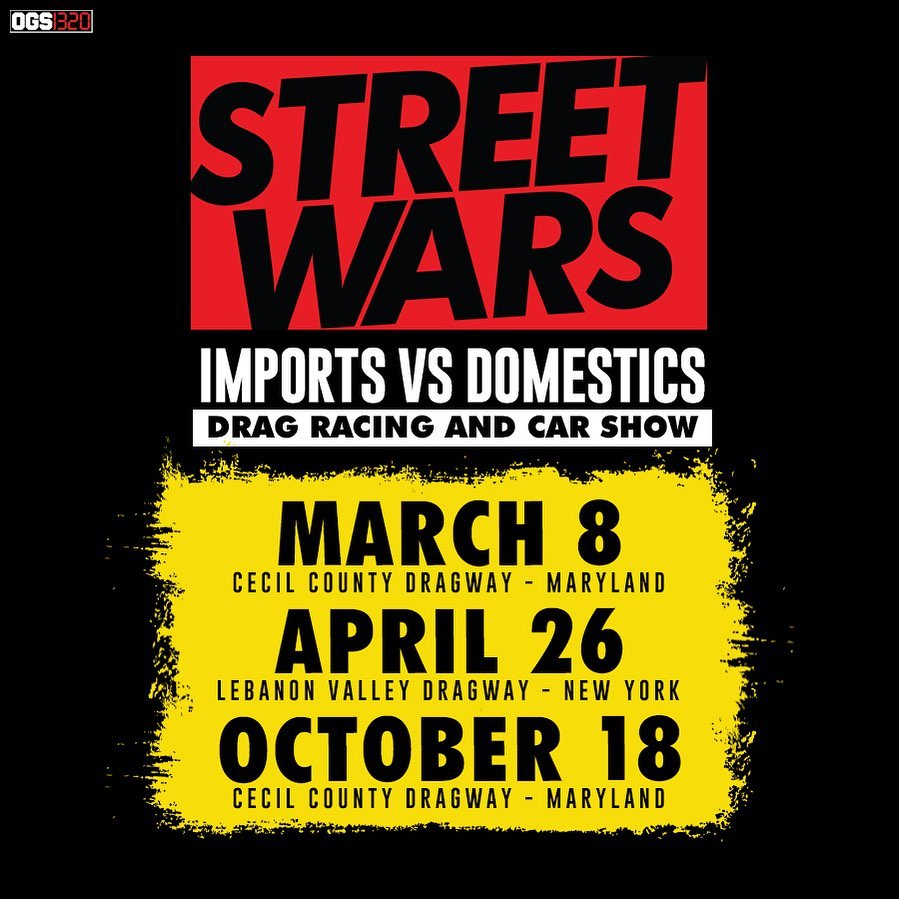 OGS1320
STREET
WARS
IMPORTS VS DOMESTICS
DRAG RACING AND CAR SHOW
MARCH 8
CECIL COUNTY DRAGWAY - MARYLAND
APRIL 26
LEBANON VALLEY DRAGWAY - NEW YORK
OCTOBER 18
CECIL COUNTY DRAGWAY - MARYLAND